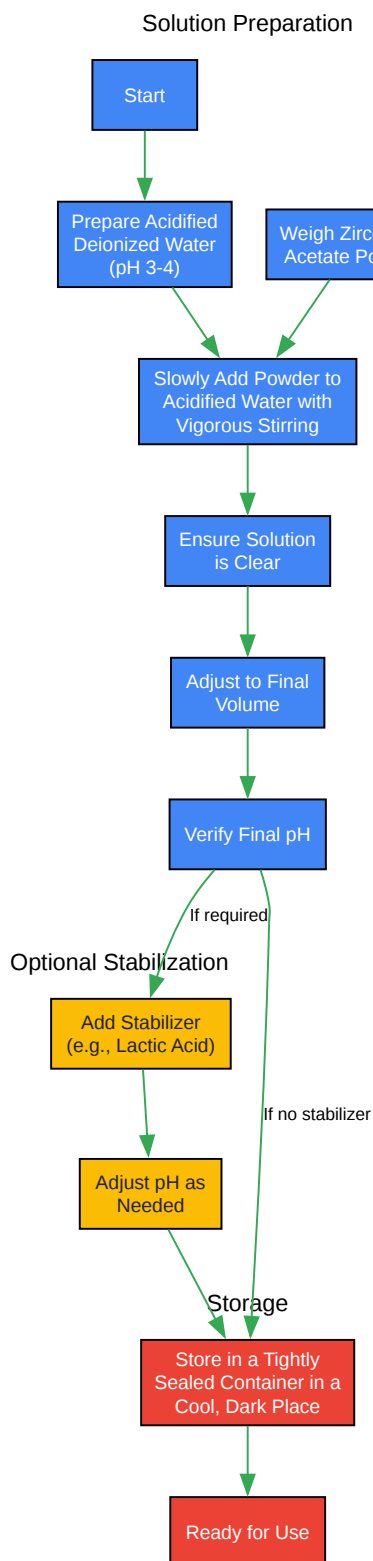 Solution Preparation
Start
Prepare Acidified
Deionized Water
(pH 3-4)
Weigh
Acetate
Slowly Add Powder to
Acidified Water with
Vigorous Stirring
Ensure Solution
is Clear
Adjust to Final
Volume
Verify Final pH
If required
Optional Stabilization
Add Stabilizer
(e.g., Lactic Acid)
If no stabilizer
Adjust pH as
Needed
Storage
Store in a Tightly
Sealed Container in a
Cool, Dark Place
Ready for Use